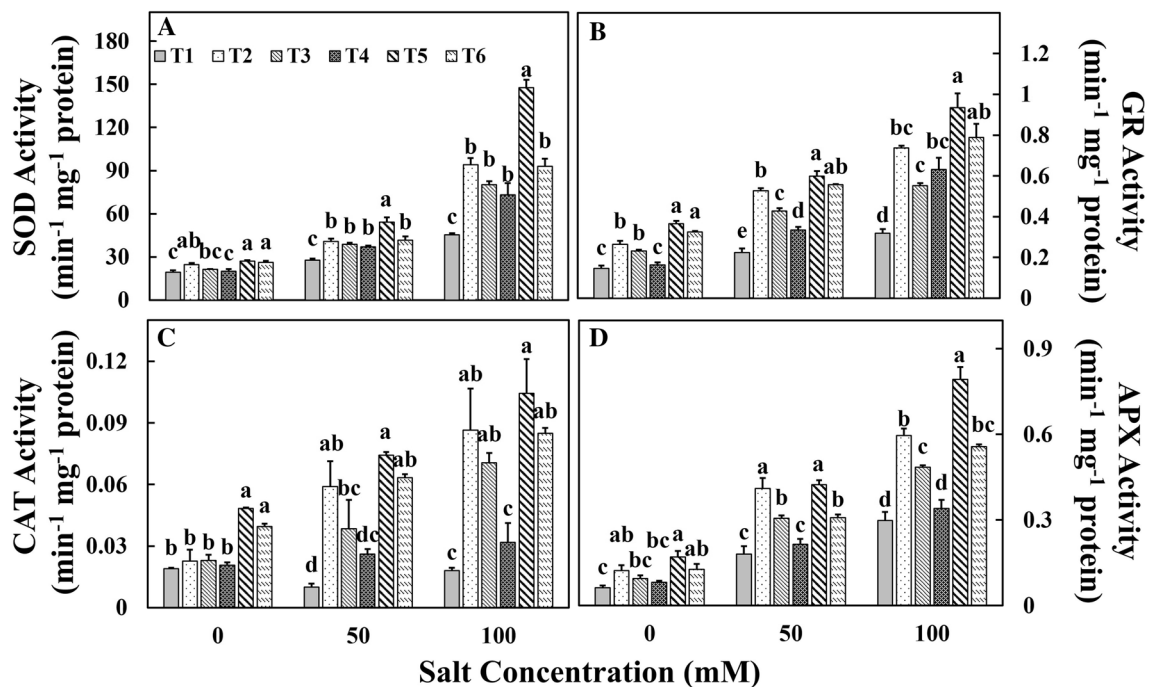 A
SOD Activity
(min-1 mg-1 protein)
180
150
120
90
60
30
0
T1 T2 T3 T4 T5 T6
c ab bc c a a
c b b b a b
c b b b a b
B
GR Activity
(min-1 mg-1 protein)
1.2
1
0.8
0.6
0.4
0.2
0
c b b c a a
e b c d a ab
d bc c bc a ab
C
CAT Activity
(min-1 mg-1 protein)
0.12
0.09
0.06
0.03
0
b b b b a a
d ab bc dc a ab
c ab ab c a ab
0 50 100
D
APX Activity
(min-1 mg-1 protein)
0.9
0.6
0.3
0
c ab bc bc a ab
c a b c a b
d b c d a bc
0 50 100
Salt Concentration (mM)